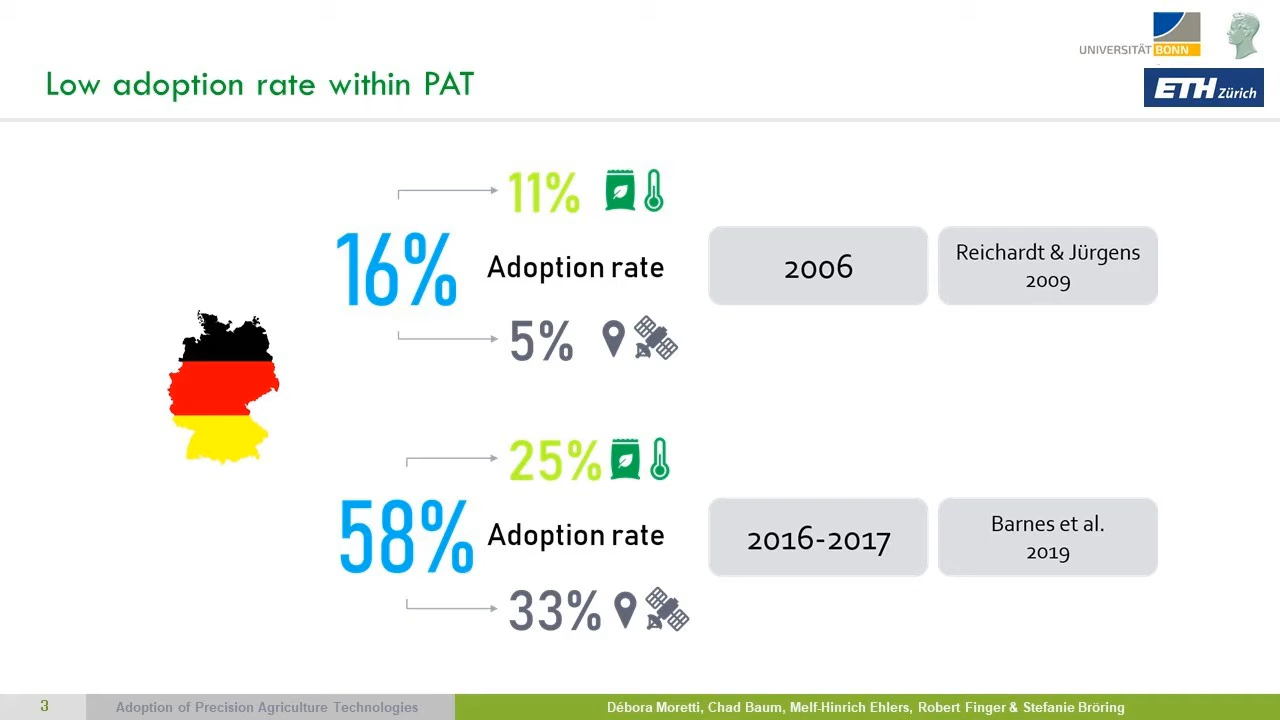 UNIVERSITÄT BONN
ETH Zürich
Low adoption rate within PAT
11%
16%
Adoption rate
2006
Reichardt & Jürgens
2009
5%
25%
58%
Adoption rate
2016-2017
Barnes et al.
2019
33%
3
Adoption of Precision Agriculture Technologies
Débora Moretti, Chad Baum, Melf-Hinrich Ehlers, Robert Finger & Stefanie Bröring